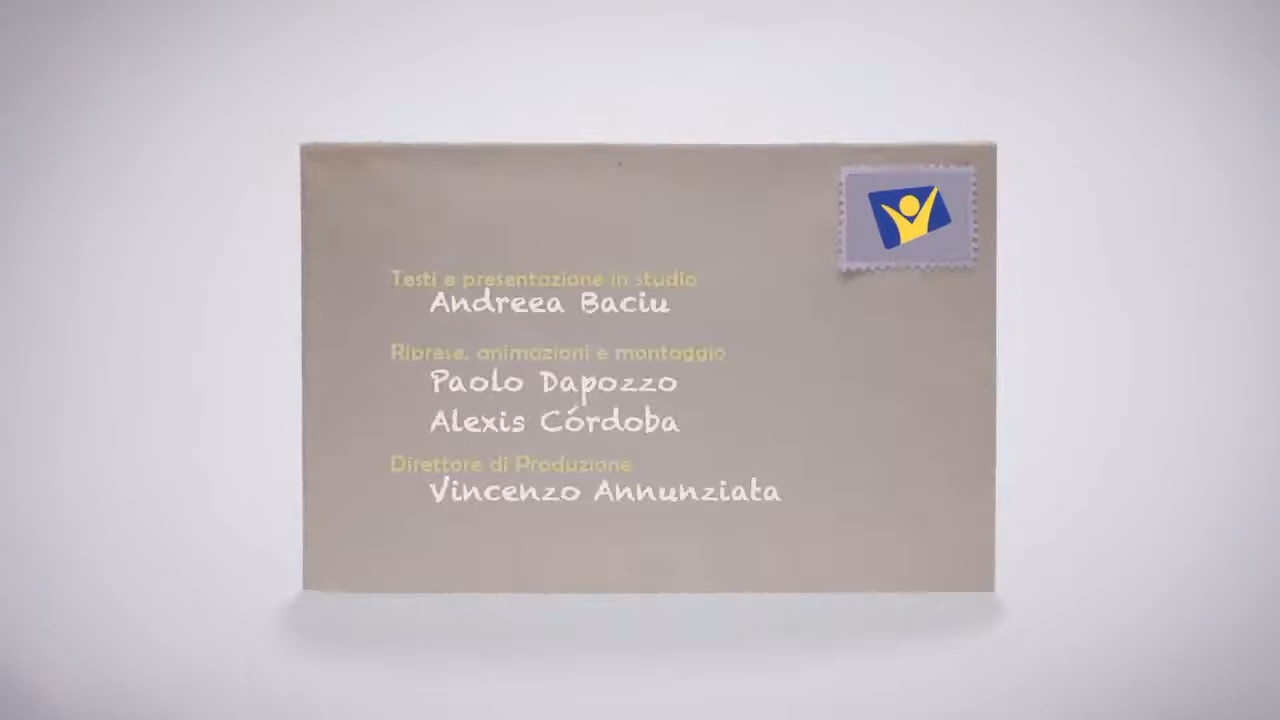 Testi e presentazione in studio
Andreea Baciu
Riprese, animazioni e montaggio
Paolo Dapozzo
Alexis Córdoba
Direttore di Produzione
Vincenzo Annunziata